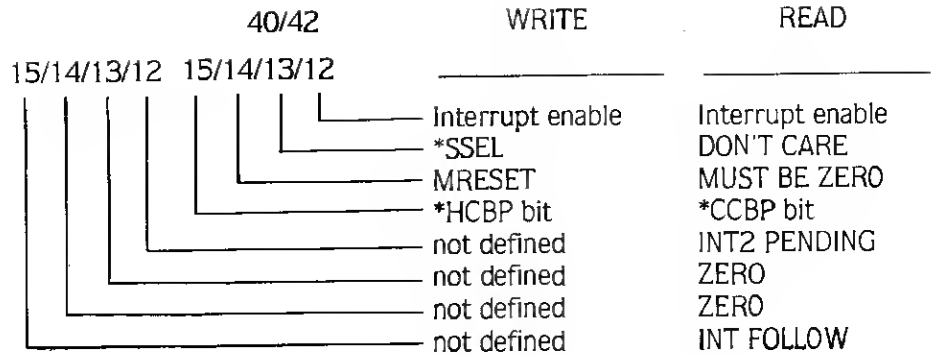 40/42 WRITE READ
15/14/13/12 15/14/13/12
Interrupt enable Interrupt enable
*SSEL DON'T CARE
MRESET MUST BE ZERO
*HCBP bit *CCBP bit
not defined INT2 PENDING
not defined ZERO
not defined ZERO
not defined INT FOLLOW